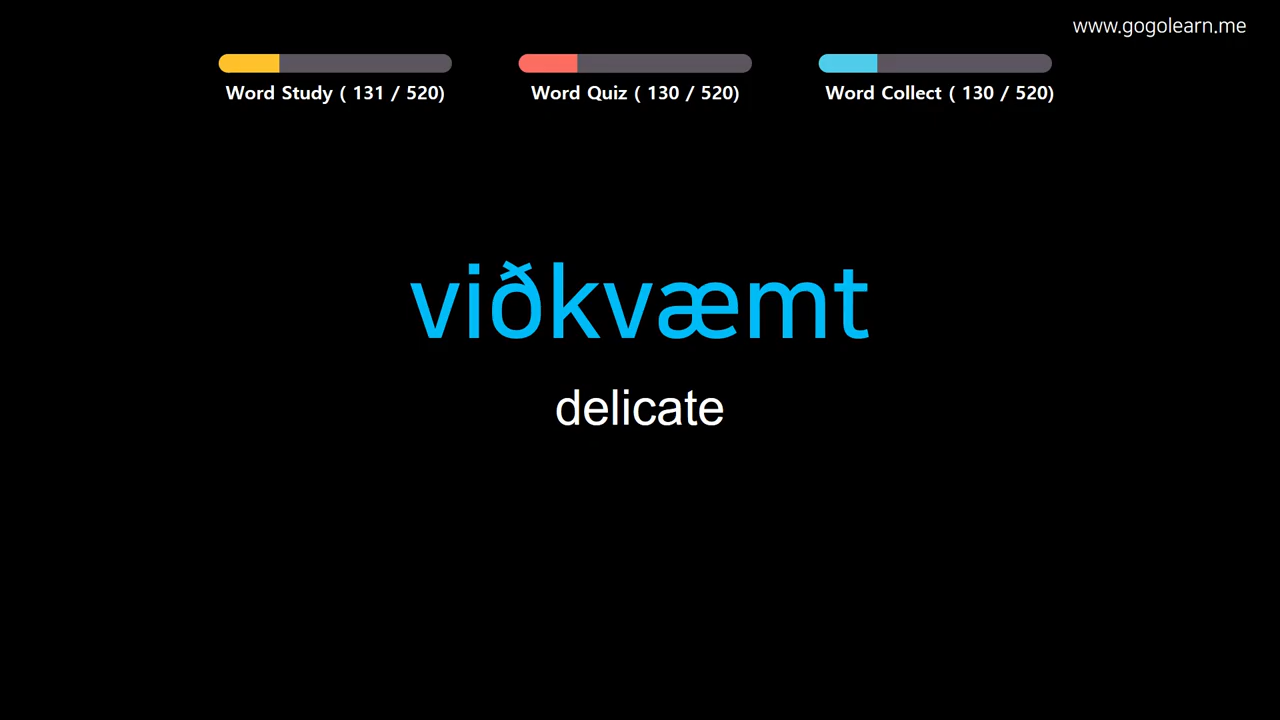 www.gogolearn.me
Word Study ( 131 / 520)
Word Quiz ( 130 / 520)
Word Collect ( 130 / 520)
viðkvæmt
delicate